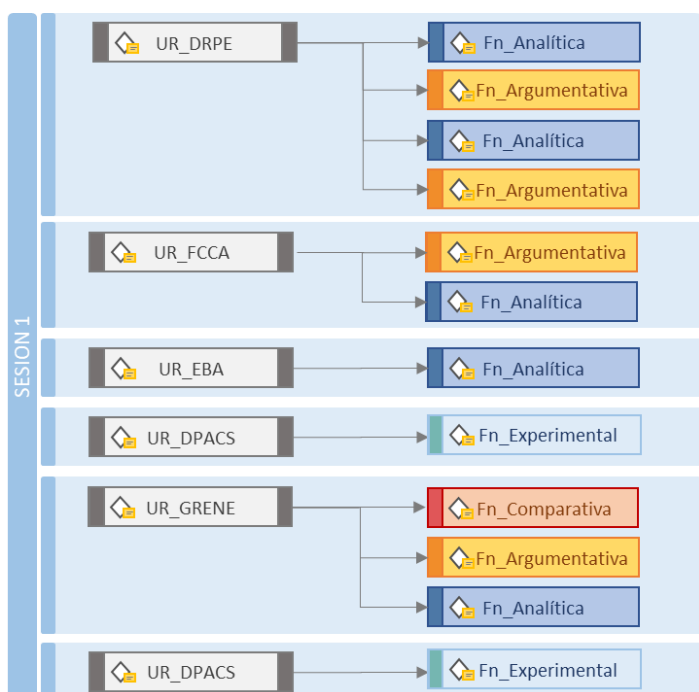 SESION 1
UR_DRPE
Fn_Analítica
Fn_Argumentativa
Fn_Analítica
Fn_Argumentativa
UR_FCCA
Fn_Argumentativa
Fn_Analítica
UR_EBA
Fn_Analítica
UR_DPACS
Fn_Experimental
UR_GRENE
Fn_Comparativa
Fn_Argumentativa
Fn_Analítica
UR_DPACS
Fn_Experimental